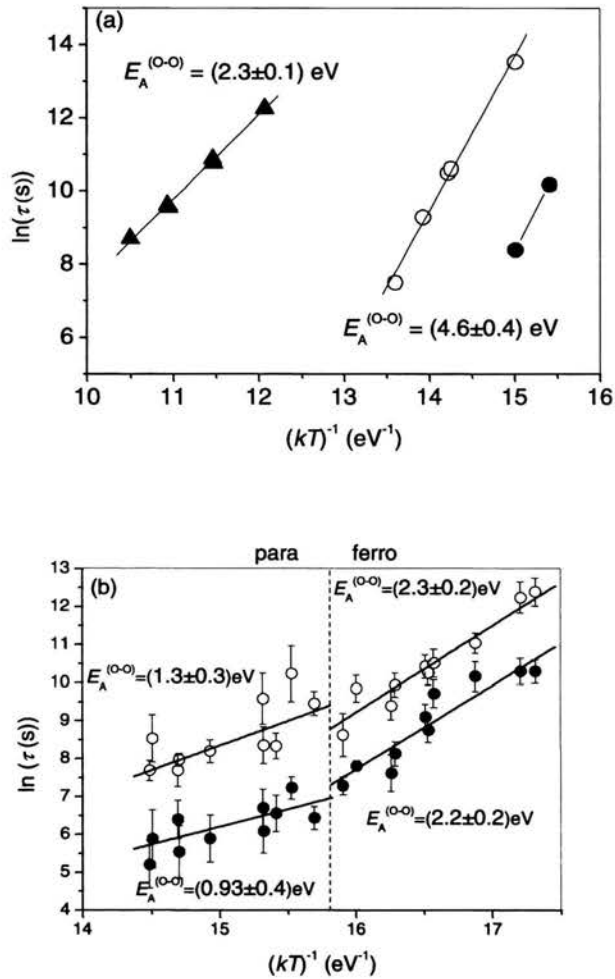 (a)
14
12
10
8
6
ln(τ(s))
E_A^(O-O) = (2.3±0.1) eV
E_A^(O-O) = (4.6±0.4) eV
10 11 12 13 14 15 16
(kT)^-1 (eV^-1)
para ferro
(b)
13
12
11
10
9
8
7
6
5
4
ln (τ(s))
E_A^(O-O)=(2.3±0.2)eV
E_A^(O-O)=(1.3±0.3)eV
E_A^(O-O)=(2.2±0.2)eV
E_A^(O-O)=(0.93±0.4)eV
14 15 16 17
(kT)^-1 (eV^-1)